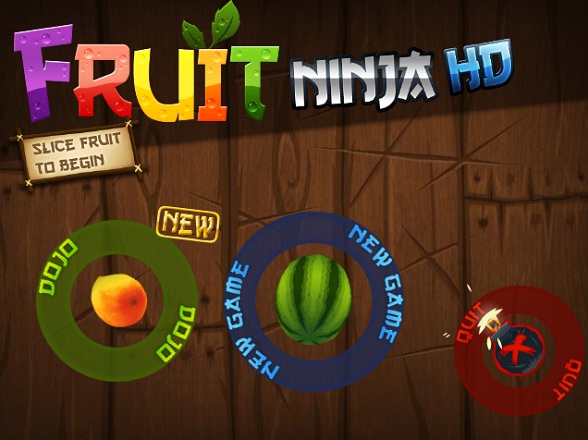 FRUIT NINJA HD
SLICE FRUIT
TO BEGIN
NEW
DOJO
DOJO
NEW GAME
NEW GAME
QUIT
QUIT